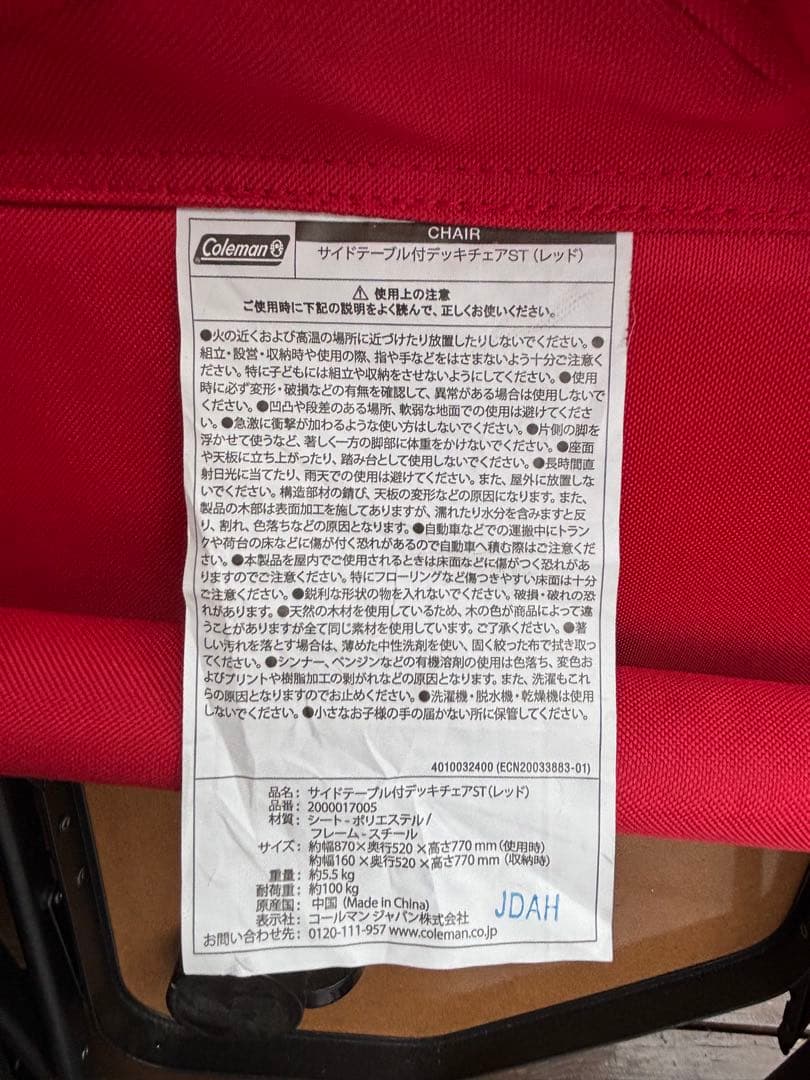 CHAIR
Coleman
サイドテーブル付デッキチェアST（レッド）
⚠ 使用上の注意
ご使用時に下記の説明をよく読んで、正しくお使いください。
●火の近くおよび高温の場所に近づけたり放置したりしないでください。●
組立・設営・収納時や使用の際、指や手などをはさまないよう十分ご注意く
ださい。特に子どもには組立や収納をさせないようにしてください。●使用
時に必ず変形・破損などの有無を確認して、異常がある場合は使用しないで
ください。●凹凸や段差のある場所、軟弱な地面での使用は避けてくださ
い。●急激に衝撃が加わるような使い方はしないでください。●片側の脚を
浮かせて使うなど、著しく一方の脚部に体重をかけないでください。●座面
や天板に立ち上がったり、踏み台として使用しないでください。●長時間直
射日光に当てたり、雨天での使用は避けてください。また、屋外に放置しな
いでください。構造部材の錆び、天板の変形などの原因になります。また、
製品の木部は表面加工を施してありますが、濡れたり水分を含みますと反
り、割れ、色落ちなどの原因となります。●自動車などでの運搬中にトラン
クや荷台の床などに傷が付く恐れがあるので自動車へ積む際はご注意くだ
さい。●本製品を屋内でご使用されるときは床面などに傷がつく恐れがあ
りますのでご注意ください。特にフローリングなど傷つきやすい床面は十分
ご注意ください。●鋭利な形状の物を入れないでください。破損・破れの恐
れがあります。●天然の木材を使用しているため、木の色が商品によって違
うことがありますが全て同じ素材を使用しています。ご了承ください。●著
しい汚れを落とす場合は、薄めた中性洗剤を使い、固く絞った布で拭き取っ
てください。●シンナー、ベンジンなどの有機溶剤の使用は色落ち、変色お
よびプリントや樹脂加工の剥がれなどの原因となります。また、洗濯もこれ
らの原因となりますのでお止めください。●洗濯機・脱水機・乾燥機は使用
しないでください。●小さなお子様の手の届かない所に保管してください。
4010032400 (ECN20033883-01)
品名：サイドテーブル付デッキチェアST（レッド）
品番：2000017005
材質：シート-ポリエステル/
フレーム-スチール
サイズ：約幅870×奥行520×高さ770mm（使用時）
約幅160×奥行520×高さ770mm（収納時）
重量：約5.5kg
耐荷重：約100kg
原産国：中国（Made in China）
表示社：コールマン ジャパン株式会社
お問い合わせ先：0120-111-957 www.coleman.co.jp
JDAH